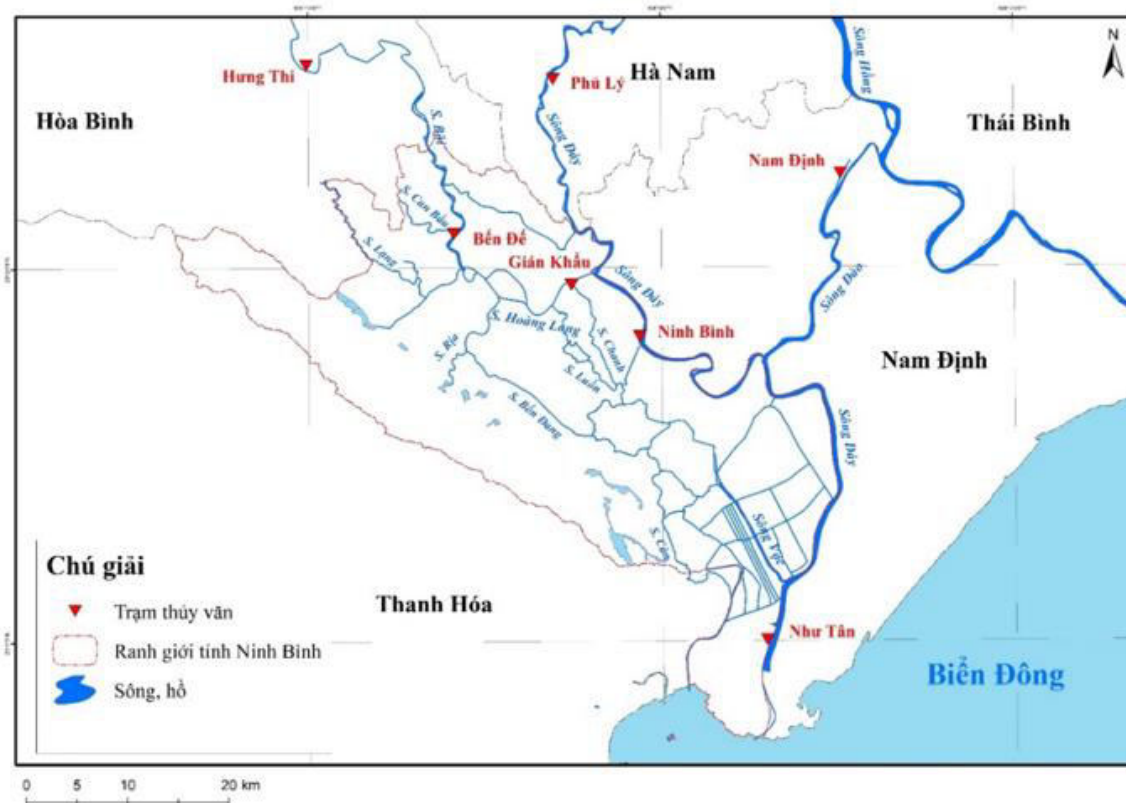 N
Hưng Thi
Phủ Lý
Hà Nam
Sông Hồng
Hòa Bình
S. Bôi
Sông Đáy
Thái Bình
Nam Định
Bến Đế
S. Lạng
Gián Khẩu
Sông Đáy
Sông Đào
S. Hoàng Long
S. Chanh
Ninh Bình
Nam Định
S. Rịa
S. Luồn
S. Bến Đang
Sông Đáy
Sông Vạc
S. Càn
Chú giải
Trạm thủy văn
Thanh Hóa
Như Tân
Ranh giới tỉnh Ninh Bình
Sông, hồ
Biển Đông
0 5 10 20 km